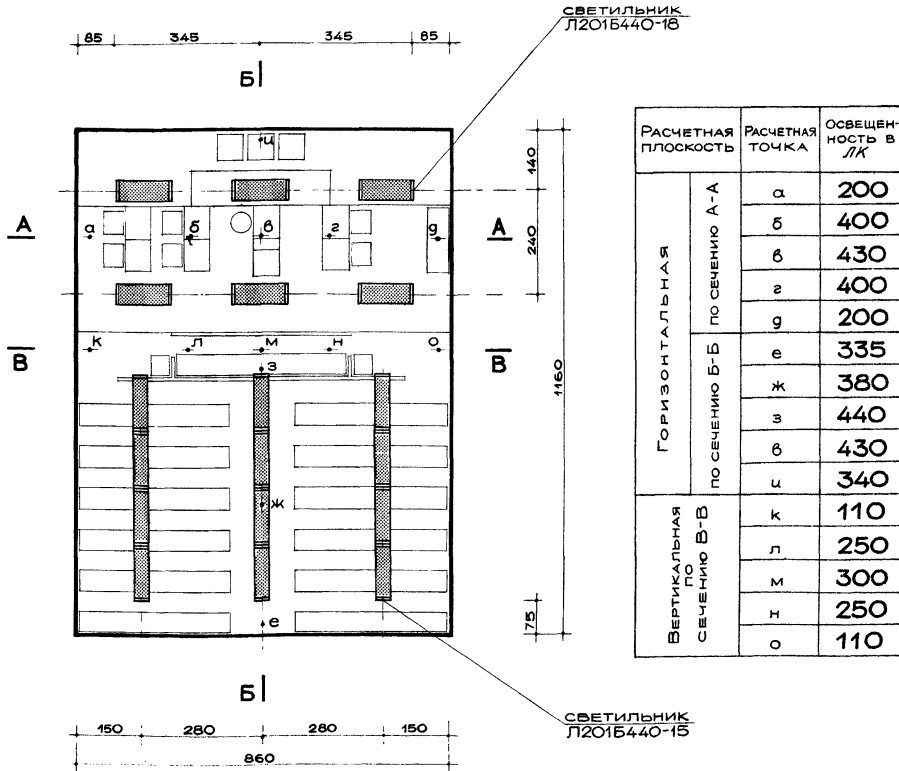 СВЕТИЛЬНИК
Л201Б440-18
85 345 345 85
Б
и
140
А а б в г д А
240
В к л м н о В
з
1160
ж
75
е
Б
СВЕТИЛЬНИК
Л201Б440-15
150 280 280 150
860
РАСЧЕТНАЯ ПЛОСКОСТЬ
РАСЧЕТНАЯ ТОЧКА
ОСВЕЩЕН-
НОСТЬ В
ЛК
ГОРИЗОНТАЛЬНАЯ
ПО СЕЧЕНИЮ А-А
а 200
б 400
в 430
г 400
д 200
ПО СЕЧЕНИЮ Б-Б
е 335
ж 380
з 440
в 430
и 340
ВЕРТИКАЛЬНАЯ
ПО
СЕЧЕНИЮ В-В
к 110
л 250
м 300
н 250
о 110